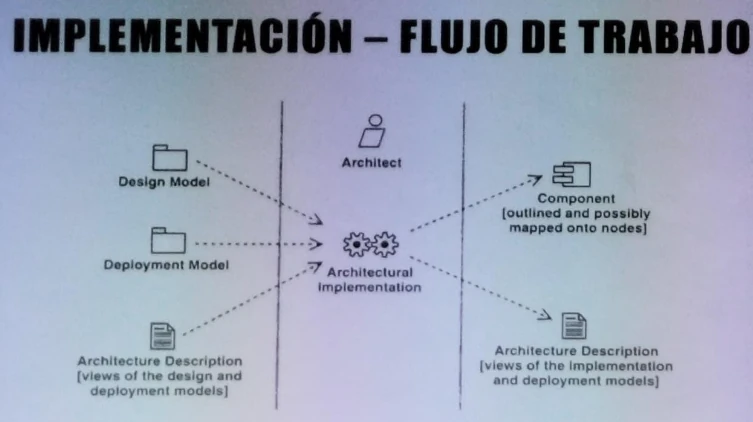 IMPLEMENTACIÓN – FLUJO DE TRABAJO
Architect
Design Model
Component
[outlined and possibly
mapped onto nodes]
Deployment Model
Architectural
Implementation
Architecture Description
[views of the design and
deployment models]
Architecture Description
[views of the implementation
and deployment models]